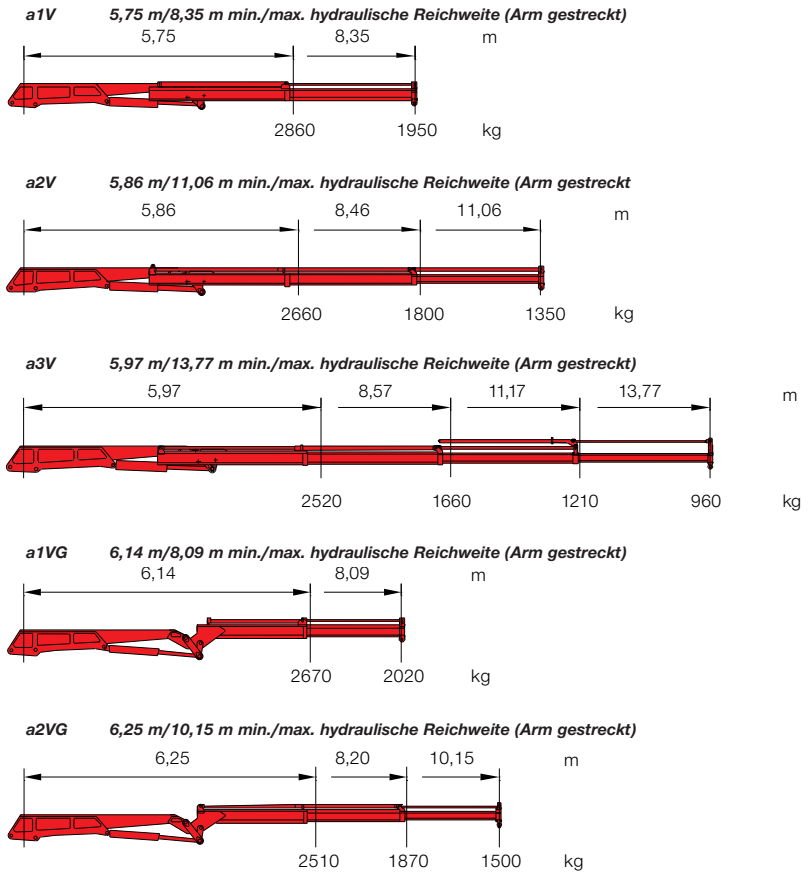 a1V 5,75 m/8,35 m min./max. hydraulische Reichweite (Arm gestreckt)
5,75 8,35 m
2860 1950 kg
a2V 5,86 m/11,06 m min./max. hydraulische Reichweite (Arm gestreckt
5,86 8,46 11,06 m
2660 1800 1350 kg
a3V 5,97 m/13,77 m min./max. hydraulische Reichweite (Arm gestreckt)
5,97 8,57 11,17 13,77 m
2520 1660 1210 960 kg
a1VG 6,14 m/8,09 m min./max. hydraulische Reichweite (Arm gestreckt)
6,14 8,09 m
2670 2020 kg
a2VG 6,25 m/10,15 m min./max. hydraulische Reichweite (Arm gestreckt)
6,25 8,20 10,15 m
2510 1870 1500 kg